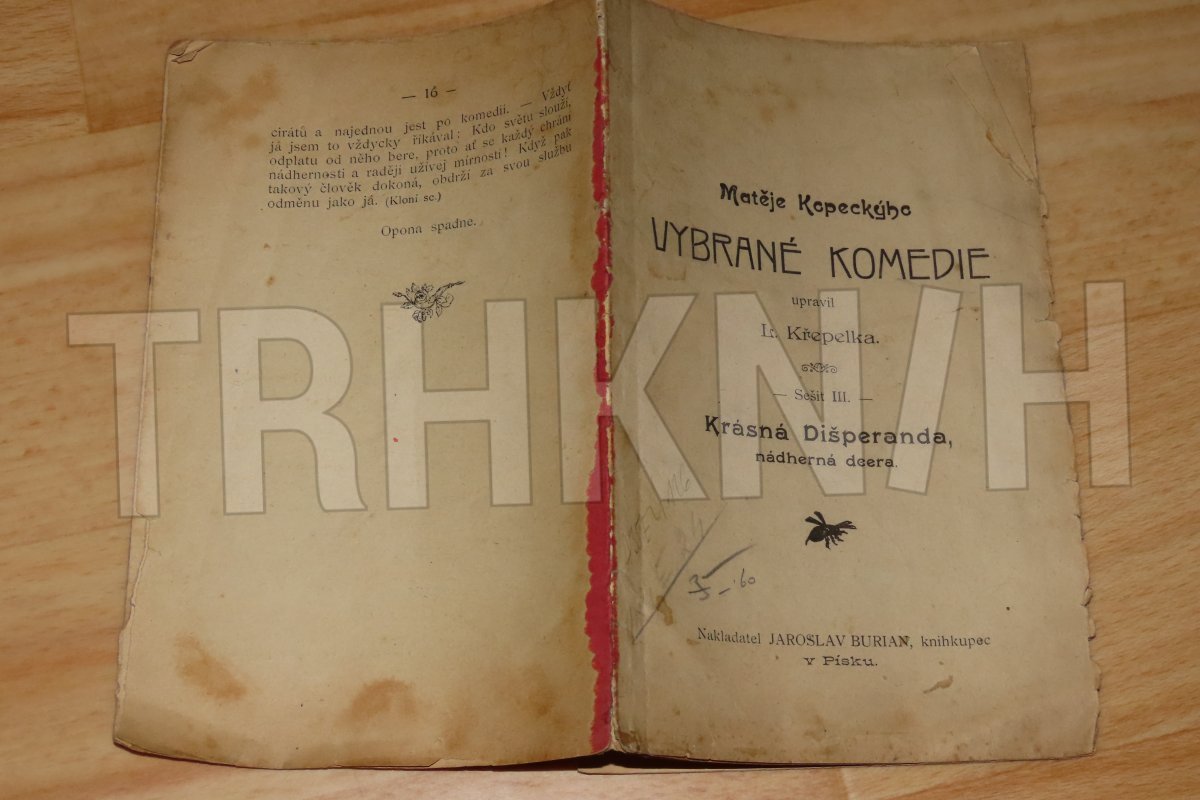 — 16 —
cirátů a najednou jest po komedii. — Vždyť
já jsem to vždycky říkával: Kdo světu slouží,
odplatu od něho bere, proto ať se každý chrání
nádhernosti a raději užívej mírnosti! Když pak
takový člověk dokoná, obdrží za svou službu
odměnu jako já. (Kloní se.)
Opona spadne.
Matěje Kopeckýho
VYBRANÉ KOMEDIE
upravil
L. Křepelka.
— Sešit III. —
Krásná Dišperanda,
nádherná dcera.
Nakladatel JAROSLAV BURIAN, knihkupec
v Písku.
TRHKNIH